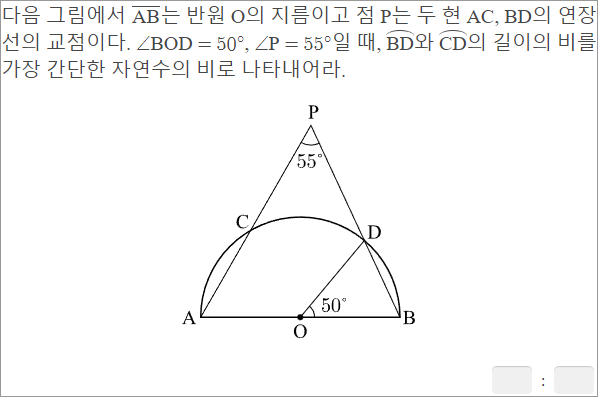 다음 그림에서 AB는 반원 O의 지름이고 점 P는 두 현 AC, BD의 연장
선의 교점이다. ∠BOD = 50°, ∠P = 55°일 때, BD와 CD의 길이의 비를
가장 간단한 자연수의 비로 나타내어라.
P
55°
C
D
50°
A
O
B
: